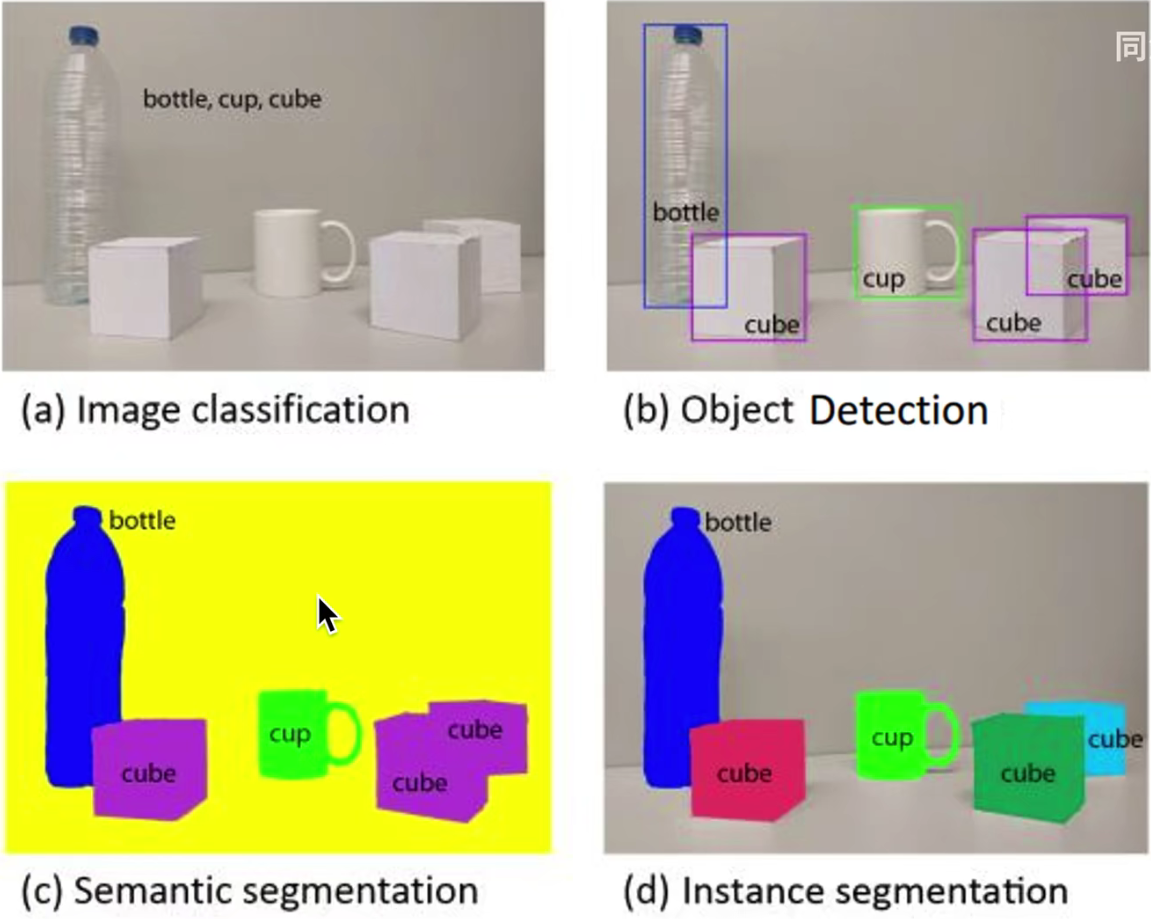 bottle, cup, cube
同
bottle
cup
cube
cube
cube
(a) Image classification
(b) Object Detection
bottle
cup
cube
cube
cube
bottle
cup
cube
cube
cube
(c) Semantic segmentation
(d) Instance segmentation